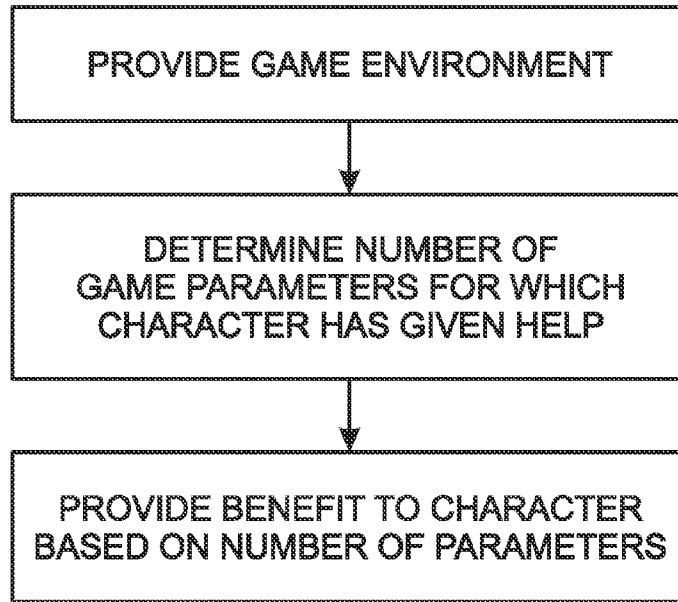 PROVIDE GAME ENVIRONMENT
DETERMINE NUMBER OF
GAME PARAMETERS FOR WHICH
CHARACTER HAS GIVEN HELP
PROVIDE BENEFIT TO CHARACTER
BASED ON NUMBER OF PARAMETERS